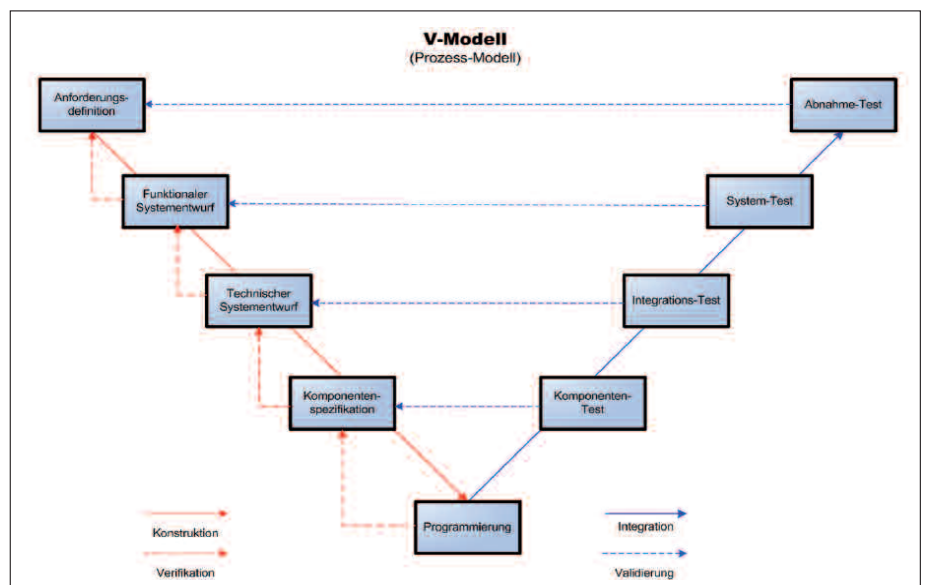 V-Modell
(Prozess-Modell)
Anforderungs-
definition
Abnahme-Test
Funktionaler
Systementwurf
System-Test
Technischer
Systementwurf
Integrations-Test
Komponenten-
spezifikation
Komponenten-
Test
Programmierung
Konstruktion
Verifikation
Integration
Validierung